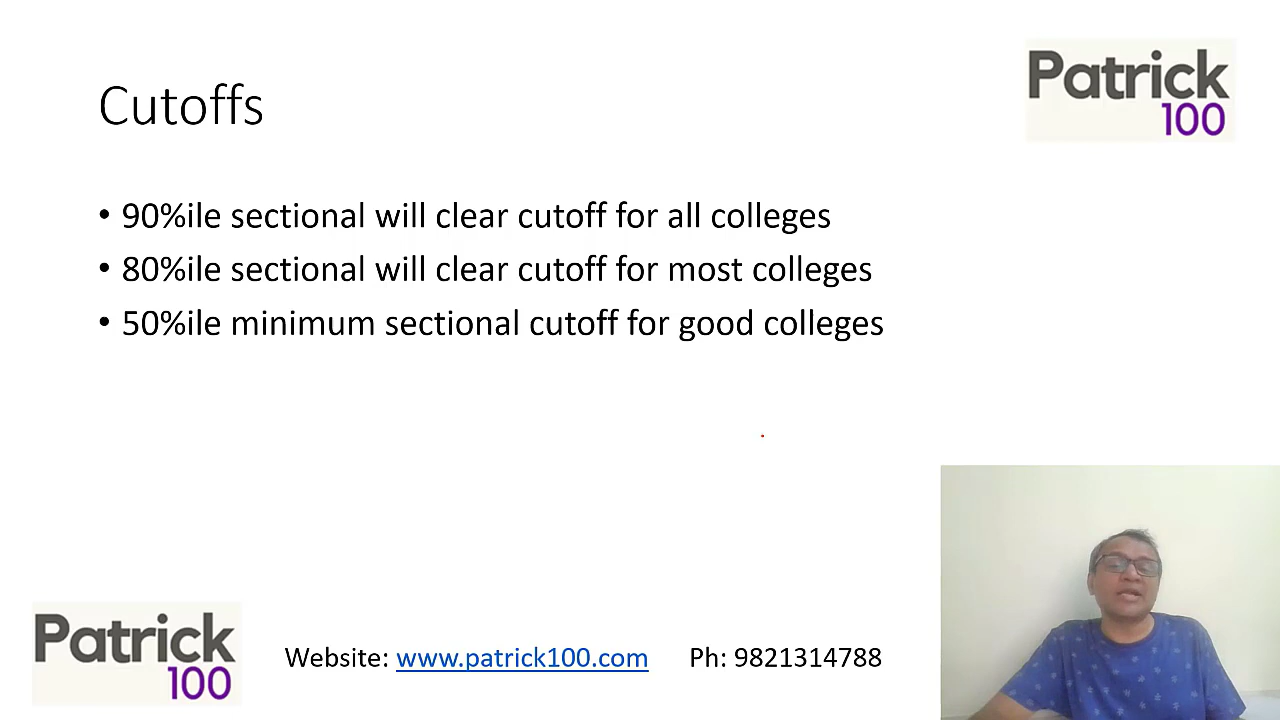 Patrick
100
Cutoffs
• 90%ile sectional will clear cutoff for all colleges
• 80%ile sectional will clear cutoff for most colleges
• 50%ile minimum sectional cutoff for good colleges
Patrick
100
Website: www.patrick100.com Ph: 9821314788